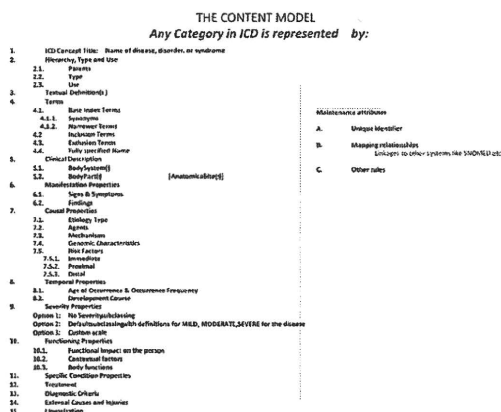 THE CONTENT MODEL
Any Category in ICD is represented by:
1. ICD Concept Title: Name of disease, disorder, or syndrome
2. Hierarchy, Type and Use
2.1. Parents
2.2. Type
2.3. Use
3. Textual Definition(s)
4. Terms
4.1. Base Index Terms
4.1.1. Synonyms
4.1.2. Narrower Terms
4.2 Inclusion Terms
4.3. Exclusion Terms
4.4. Fully Specified Name
5. Clinical Description
5.1. BodySystem(s)
5.2. BodyPart(s) [AnatomicalSite(s)]
6. Manifestation Properties
6.1. Signs & Symptoms
6.2. Findings
7. Causal Properties
7.1. Etiology Type
7.2. Agents
7.3. Mechanisms
7.4. Genomic Characteristics
7.5. Risk Factors
7.5.1. Immediate
7.5.2. Proximal
7.5.3. Distal
8. Temporal Properties
8.1. Age of Occurrence & Occurrence Frequency
8.2. Development Course
9. Severity Properties
Option 1: No Severitysubclassing
Option 2: Defaultsubclassingwith definitions for MILD, MODERATE,SEVERE for the disease
Option 3: Custom scale
10. Functioning Properties
10.1. Functional Impact on the person
10.2. Contextual factors
10.3. Body functions
11. Specific Condition Properties
12. Treatment
13. Diagnostic Criteria
14. External Causes and Injuries
Maintenance attributes
A. Unique Identifier
B. Mapping relationships
Linkages to other systems like SNOMED etc
C. Other rules